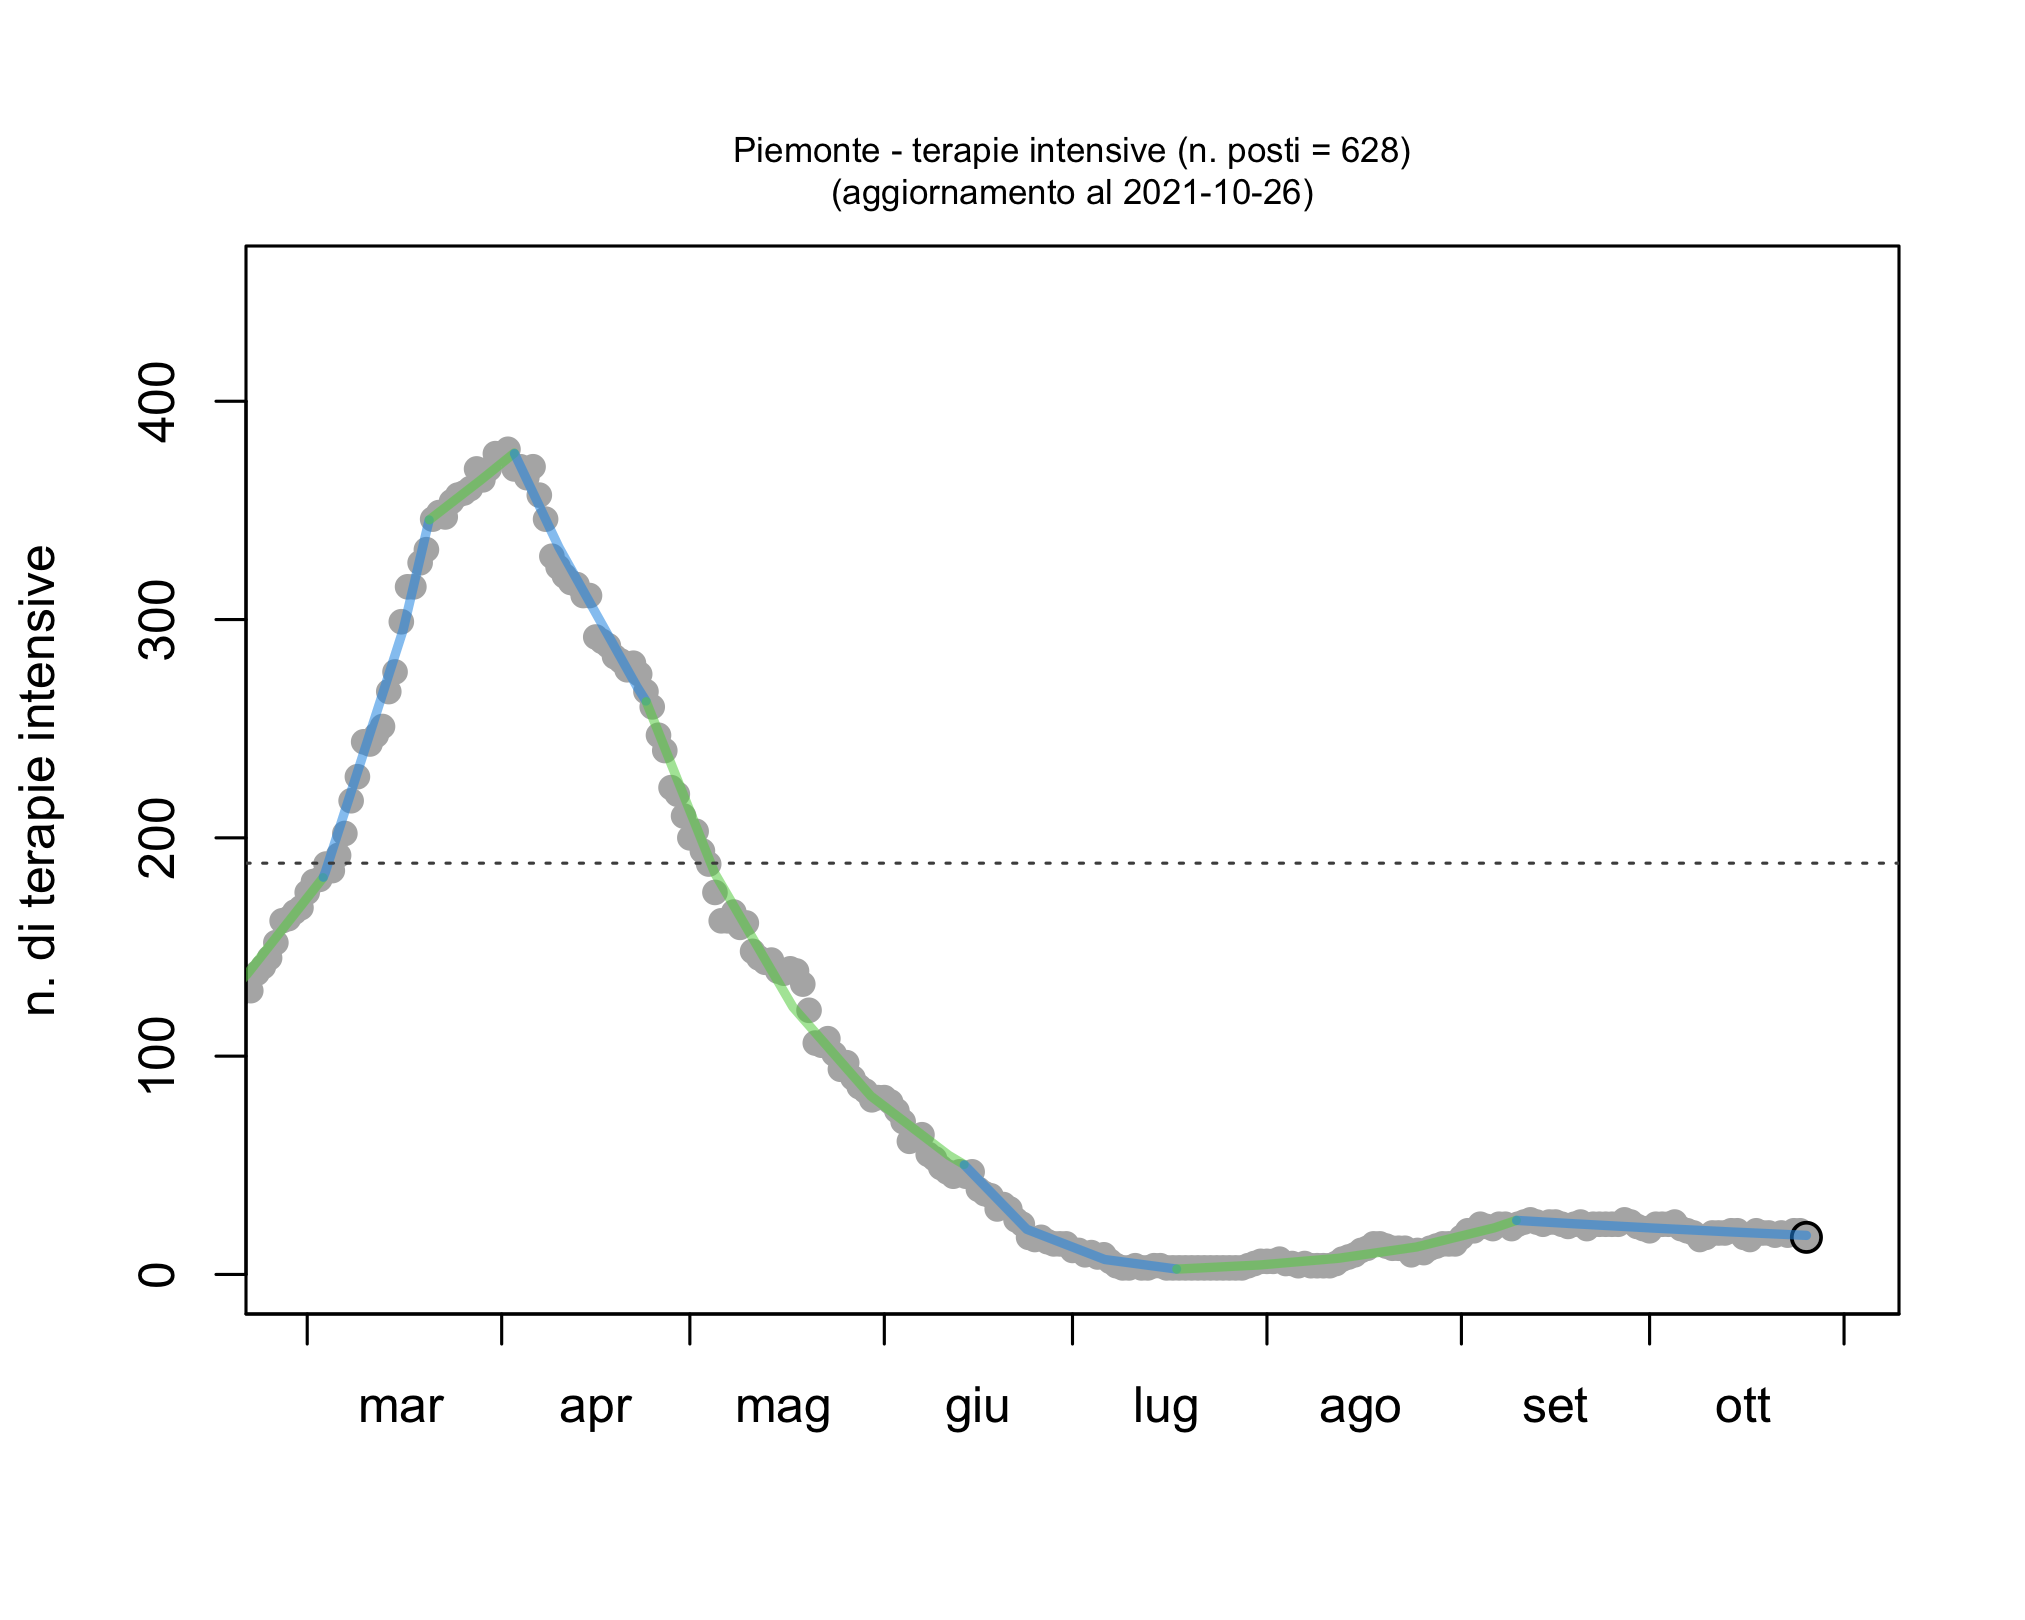 Piemonte - terapie intensive (n. posti = 628)
(aggiornamento al 2021-10-26)
n. di terapie intensive
400
300
200
100
0
mar apr mag giu lug ago set ott